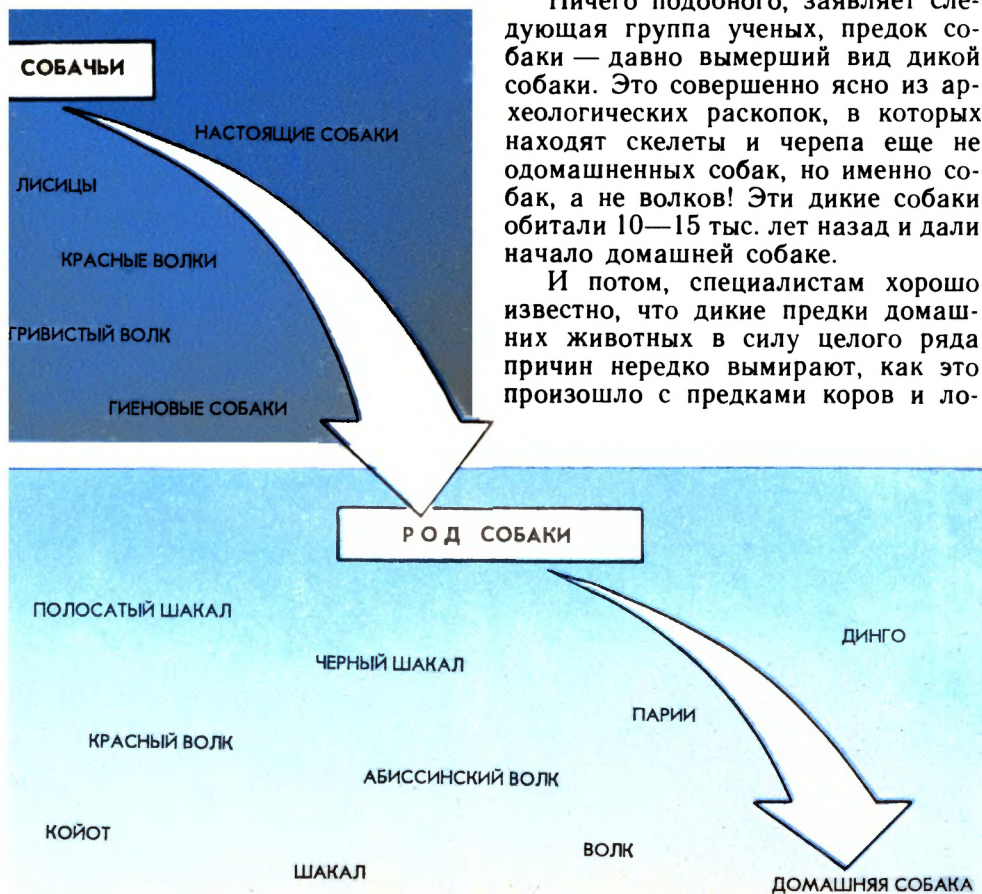 Ничего подобного, заявляет сле-
дующая группа ученых, предок со-
баки — давно вымерший вид дикой
собаки. Это совершенно ясно из ар-
хеологических раскопок, в которых
находят скелеты и черепа еще не
одомашненных собак, но именно со-
бак, а не волков! Эти дикие собаки
обитали 10—15 тыс. лет назад и дали
начало домашней собаке.
И потом, специалистам хорошо
известно, что дикие предки домаш-
них животных в силу целого ряда
причин нередко вымирают, как это
произошло с предками коров и ло-
СОБАЧЬИ
НАСТОЯЩИЕ СОБАКИ
ЛИСИЦЫ
КРАСНЫЕ ВОЛКИ
ГРИВИСТЫЙ ВОЛК
ГИЕНОВЫЕ СОБАКИ
РОД СОБАКИ
ПОЛОСАТЫЙ ШАКАЛ
ДИНГО
ЧЕРНЫЙ ШАКАЛ
ПАРИИ
КРАСНЫЙ ВОЛК
АБИССИНСКИЙ ВОЛК
КОЙОТ
ВОЛК
ШАКАЛ
ДОМАШНЯЯ СОБАКА